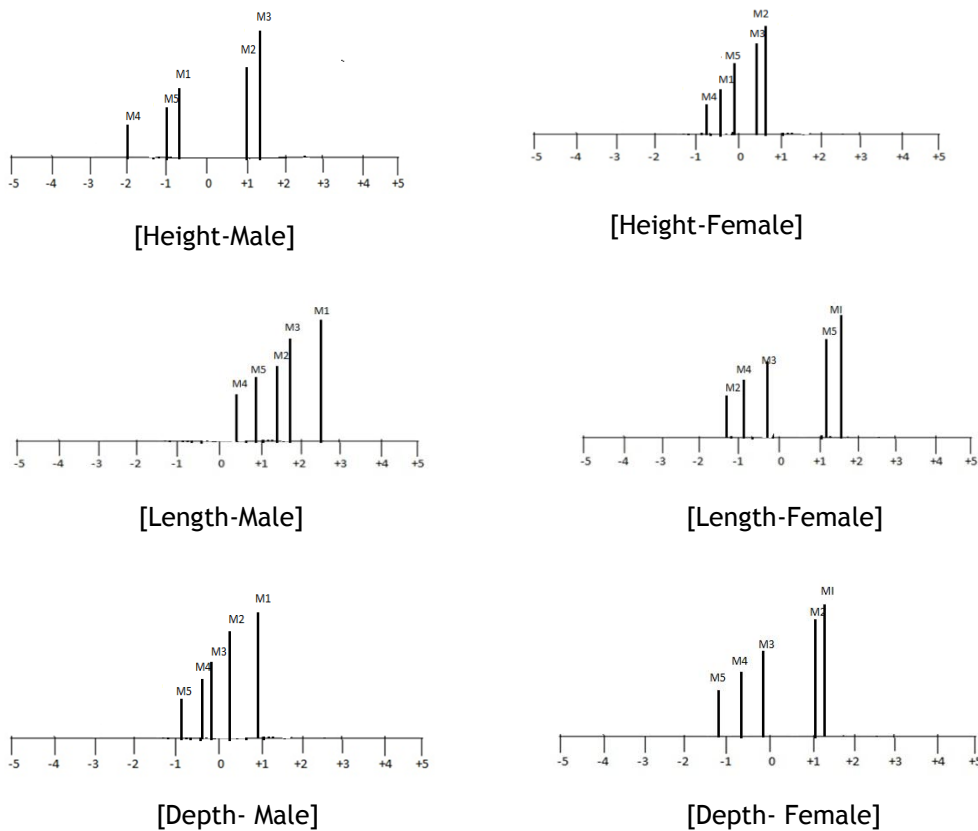 M3
M2
M1
M5
M4
-5 -4 -3 -2 -1 0 +1 +2 +3 +4 +5
[Height-Male]
M2
M3
M5
M1
M4
-5 -4 -3 -2 -1 0 +1 +2 +3 +4 +5
[Height-Female]
M1
M3
M2
M5
M4
-5 -4 -3 -2 -1 0 +1 +2 +3 +4 +5
[Length-Male]
MI
M5
M3
M4
M2
-5 -4 -3 -2 -1 0 +1 +2 +3 +4 +5
[Length-Female]
M1
M2
M3
M4
M5
-5 -4 -3 -2 -1 0 +1 +2 +3 +4 +5
[Depth- Male]
MI
M2
M3
M4
M5
-5 -4 -3 -2 -1 0 +1 +2 +3 +4 +5
[Depth- Female]